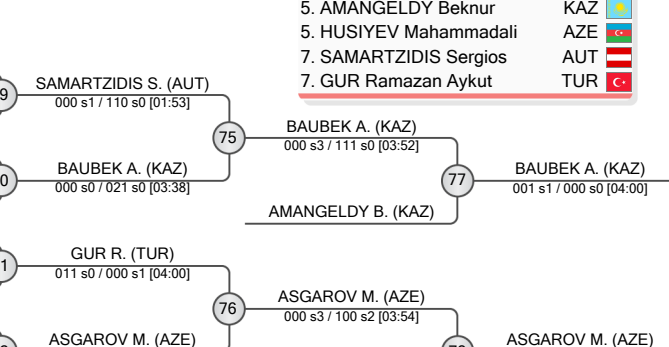 5. AMANGELDY Beknur KAZ
5. HUSIYEV Mahammadali AZE
7. SAMARTZIDIS Sergios AUT
7. GUR Ramazan Aykut TUR
9 SAMARTZIDIS S. (AUT)
000 s1 / 110 s0 [01:53]
75
BAUBEK A. (KAZ)
000 s3 / 111 s0 [03:52]
0 BAUBEK A. (KAZ)
000 s0 / 021 s0 [03:38]
77
BAUBEK A. (KAZ)
001 s1 / 000 s0 [04:00]
AMANGELDY B. (KAZ)
1 GUR R. (TUR)
011 s0 / 000 s1 [04:00]
76
ASGAROV M. (AZE)
000 s3 / 100 s2 [03:54]
ASGAROV M. (AZE)
ASGAROV M. (AZE)